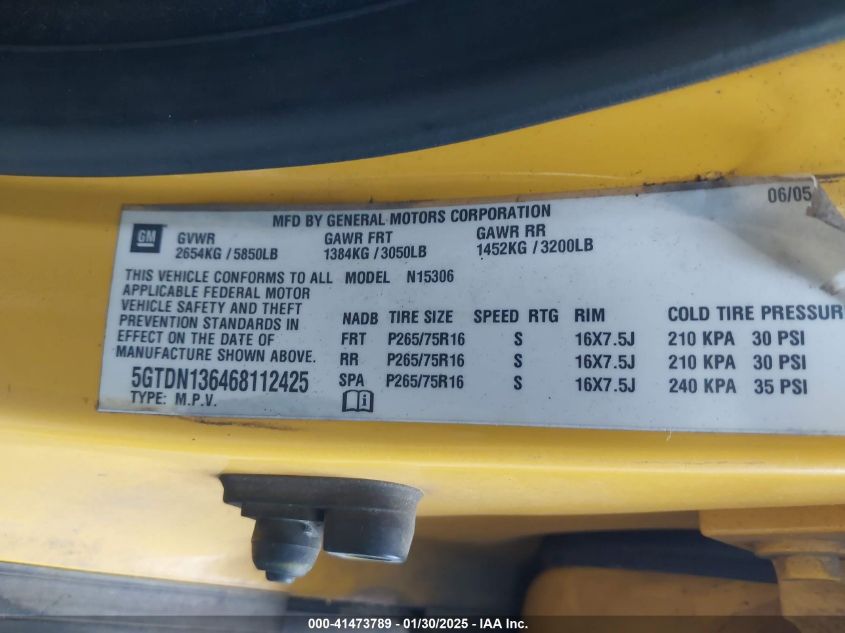 06/05
MFD BY GENERAL MOTORS CORPORATION
GM
GVWR GAWR FRT GAWR RR
2654KG / 5850LB 1384KG / 3050LB 1452KG / 3200LB
THIS VEHICLE CONFORMS TO ALL MODEL N15306
APPLICABLE FEDERAL MOTOR
VEHICLE SAFETY AND THEFT
PREVENTION STANDARDS IN
EFFECT ON THE DATE OF
MANUFACTURE SHOWN ABOVE.
5GTDN136468112425
TYPE: M.P.V.
NADB TIRE SIZE SPEED RTG RIM COLD TIRE PRESSUR
FRT P265/75R16 S 16X7.5J 210 KPA 30 PSI
RR P265/75R16 S 16X7.5J 210 KPA 30 PSI
SPA P265/75R16 S 16X7.5J 240 KPA 35 PSI
000-41473789 - 01/30/2025 - IAA Inc.